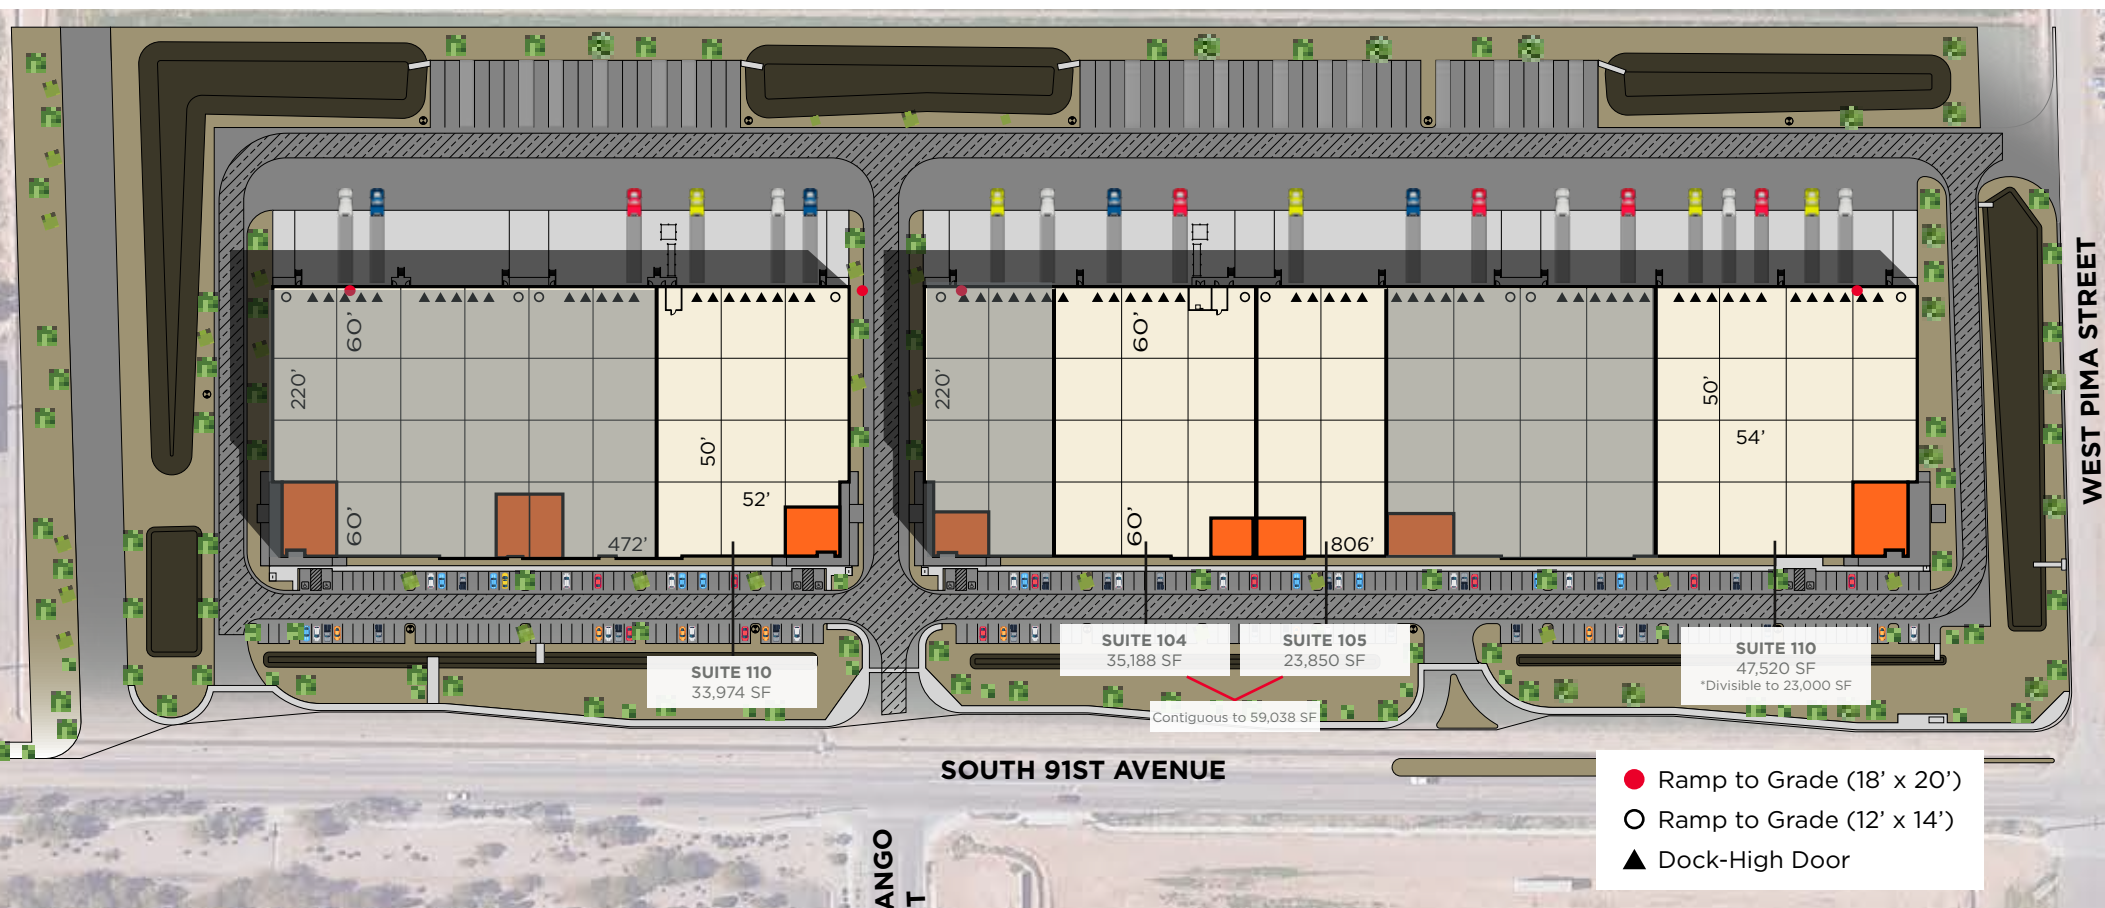 60’
220’
50’
52’
60’
472’
SUITE 110
33,974 SF
60’
220’
50’
54’
60’
806’
SUITE 104
35,188 SF
SUITE 105
23,850 SF
Contiguous to 59,038 SF
SUITE 110
47,520 SF
*Divisible to 23,000 SF
WEST PIMA STREET
SOUTH 91ST AVENUE
ANGO
T
Ramp to Grade (18’ x 20’)
Ramp to Grade (12’ x 14’)
Dock-High Door